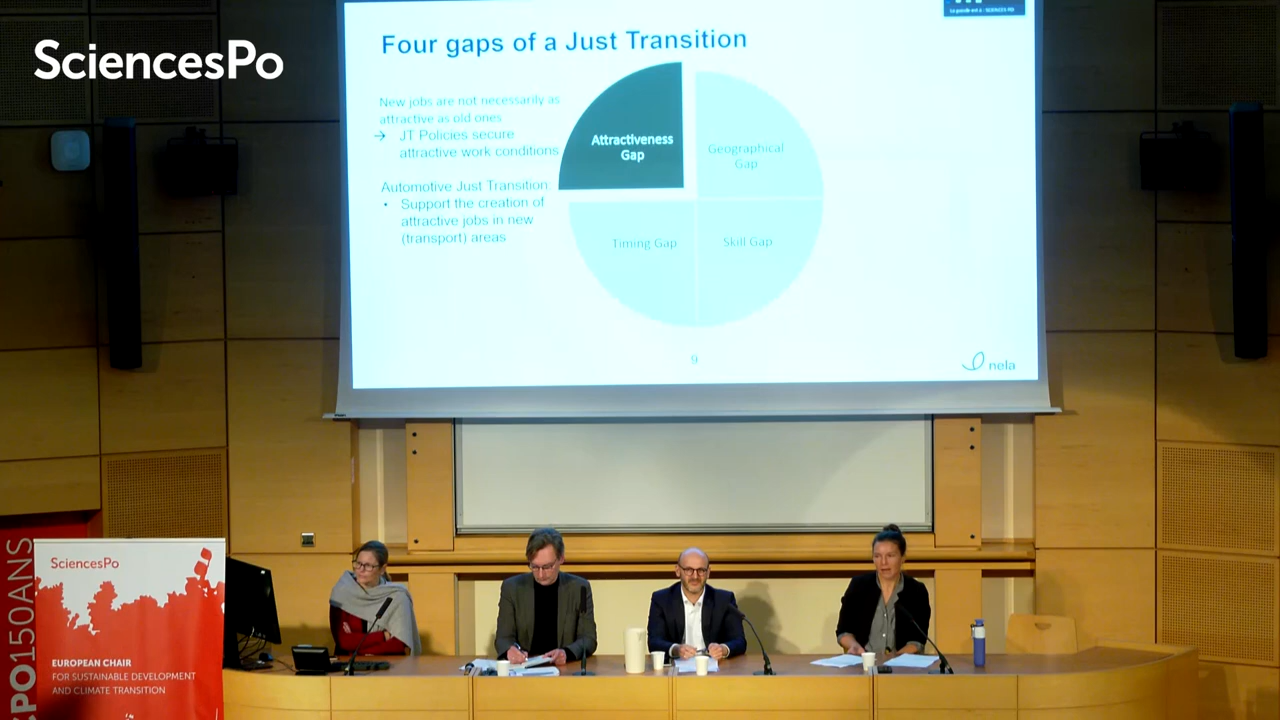 SciencesPo
Four gaps of a Just Transition
New jobs are not necessarily as
attractive as old ones
→ JT Policies secure
attractive work conditions
Automotive Just Transition:
• Support the creation of
attractive jobs in new
(transport) areas
Attractiveness
Gap
Geographical
Gap
Timing Gap
Skill Gap
9
nela
PO150ANS
SciencesPo
EUROPEAN CHAIR
FOR SUSTAINABLE DEVELOPMENT
AND CLIMATE TRANSITION